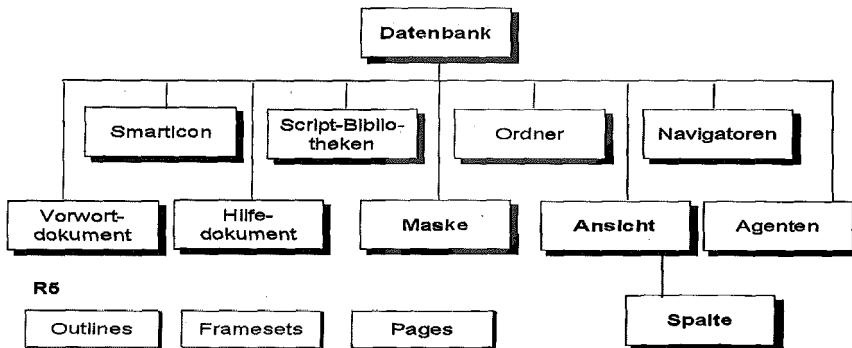 Datenbank
Smarticon
Script-Biblio-
theken
Ordner
Navigatoren
Vorwort-
dokument
Hilfe-
dokument
Maske
Ansicht
Agenten
R5
Outlines
Framesets
Pages
Spalte